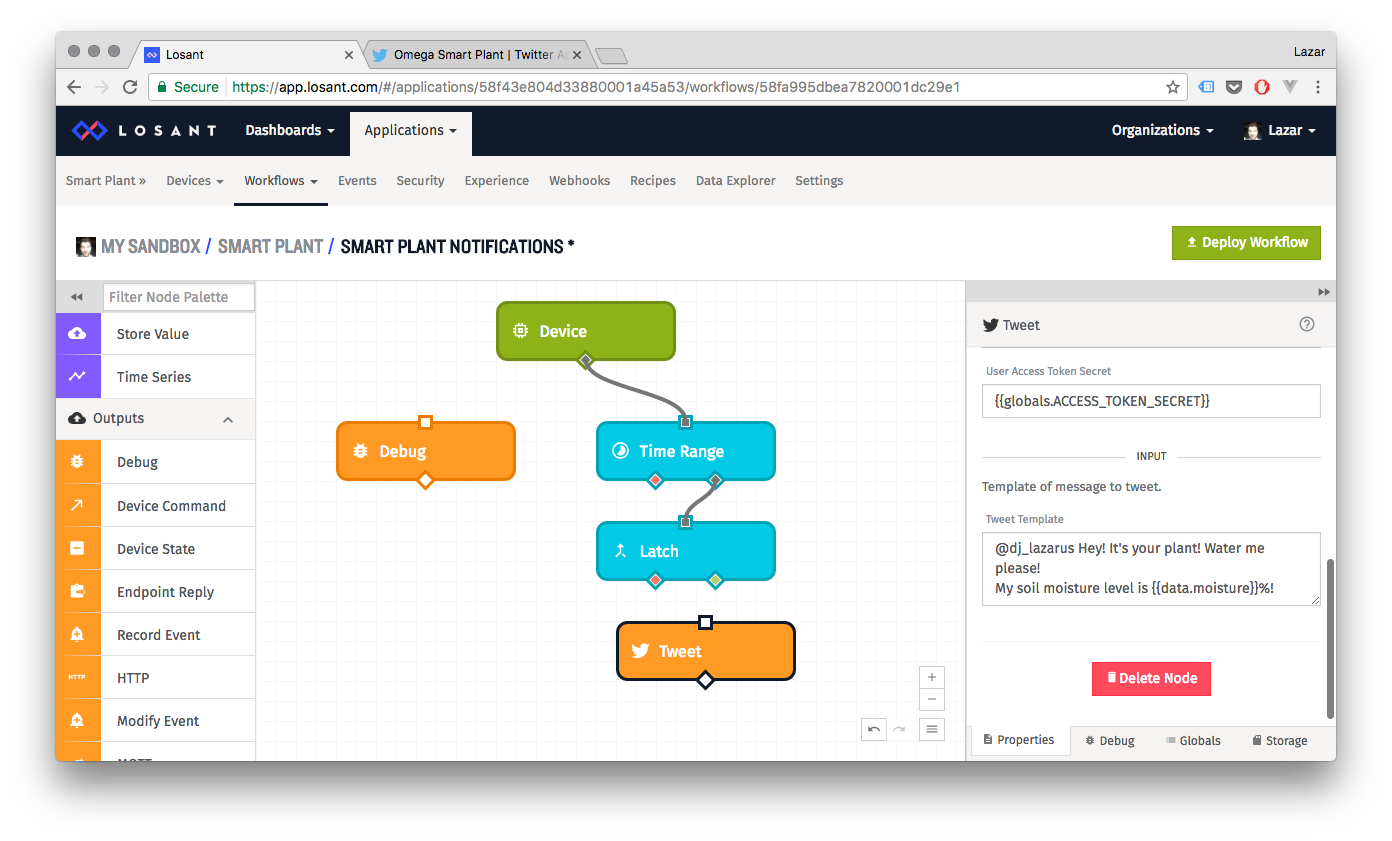 Losant
Omega Smart Plant | Twitter A
Lazar
Secure
https://app.losant.com/#/applications/58f43e804d33880001a45a53/workflows/58fa995dbea7820001dc29e1
LOSANT
Dashboards
Applications
Organizations
Lazar
Smart Plant »
Devices
Workflows
Events
Security
Experience
Webhooks
Recipes
Data Explorer
Settings
MY SANDBOX / SMART PLANT / SMART PLANT NOTIFICATIONS *
Deploy Workflow
Filter Node Palette
Store Value
Time Series
Outputs
Debug
Device Command
Device State
Endpoint Reply
Record Event
HTTP
HTTP
Modify Event
Device
Debug
Time Range
Latch
Tweet
Tweet
User Access Token Secret
{{globals.ACCESS_TOKEN_SECRET}}
INPUT
Template of message to tweet.
Tweet Template
@dj_lazarus Hey! It's your plant! Water me
please!
My soil moisture level is {{data.moisture}}%!
Delete Node
Properties
Debug
Globals
Storage